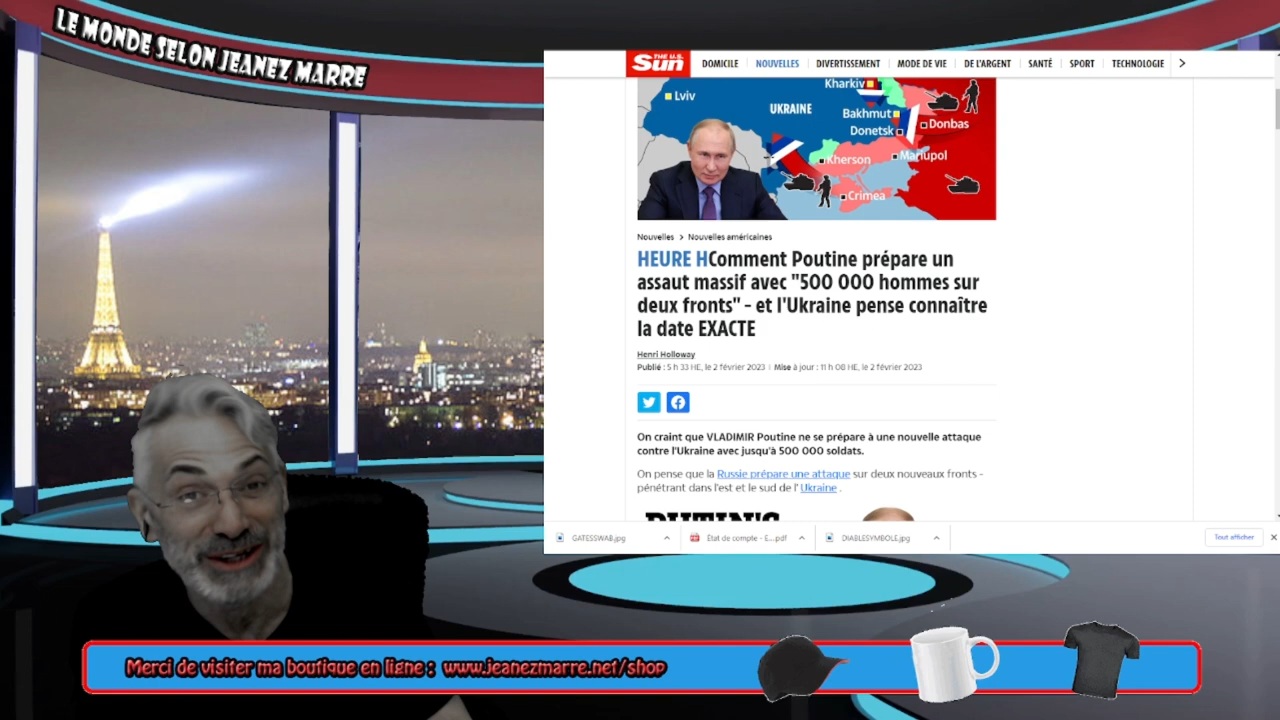 LE MONDE SELON JEANEZ MARRE
THE U.S. Sun
DOMICILE NOUVELLES DIVERTISSEMENT MODE DE VIE DE L'ARGENT SANTÉ SPORT TECHNOLOGIE
Kharkiv
Lviv
UKRAINE
Bakhmut
Donetsk
Donbas
Kherson
Mariupol
Crimea
Nouvelles > Nouvelles américaines
HEURE HComment Poutine prépare un
assaut massif avec "500 000 hommes sur
deux fronts" - et l'Ukraine pense connaître
la date EXACTE
Henri Holloway
Publié : 5 h 33 HE, le 2 février 2023 | Mise à jour : 11 h 08 HE, le 2 février 2023
On craint que VLADIMIR Poutine ne se prépare à une nouvelle attaque
contre l'Ukraine avec jusqu'à 500 000 soldats.
On pense que la Russie prépare une attaque sur deux nouveaux fronts -
pénétrant dans l'est et le sud de l' Ukraine .
PUTIN'S
GATESSWAB.jpg
État de compte - E...pdf
DIABLESYMBOLE.jpg
Tout afficher
Merci de visiter ma boutique en ligne : www.jeanezmarre.net/shop